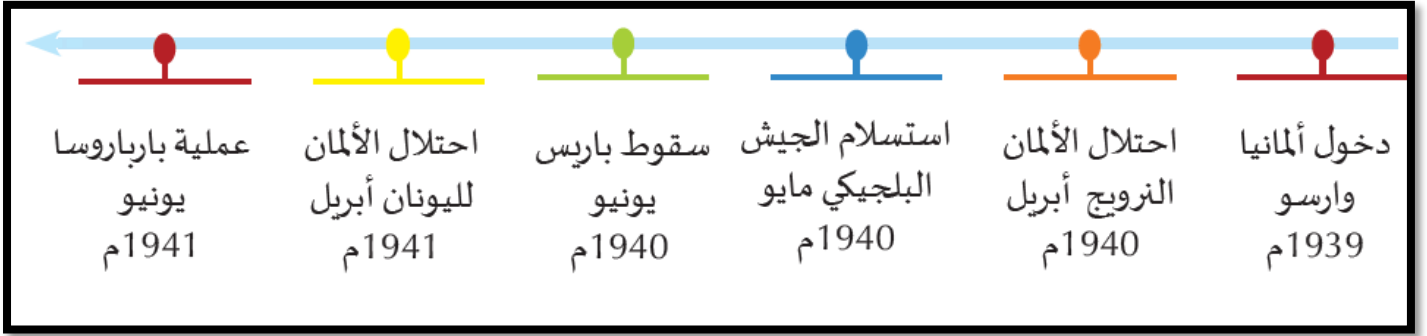 دخول ألمانيا
وارسو
1939م
احتلال الألمان
النرويج أبريل
1940م
استسلام الجيش
البلجيكي مايو
1940م
سقوط باريس
يونيو
1940م
احتلال الألمان
لليونان أبريل
1941م
عملية بارباروسا
يونيو
1941م